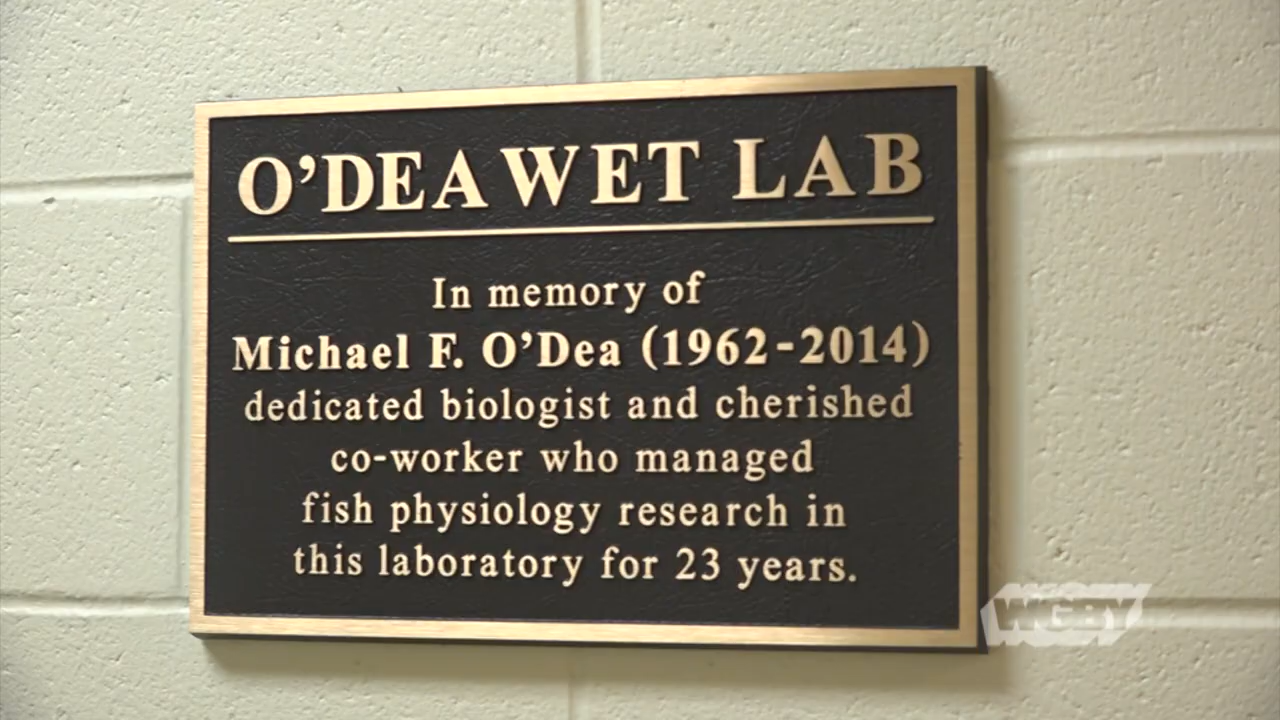 O'DEA WET LAB
In memory of
Michael F. O'Dea (1962-2014)
dedicated biologist and cherished
co-worker who managed
fish physiology research in
this laboratory for 23 years.
WGBY